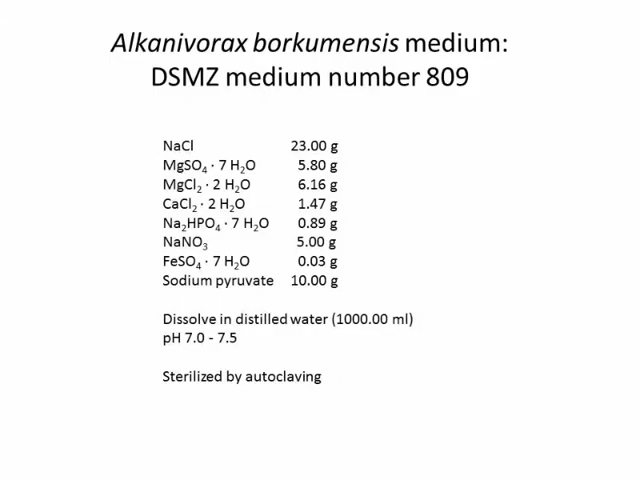 Alkanivorax borkumensis medium:
DSMZ medium number 809
NaCl 23.00 g
MgSO₄ · 7 H₂O 5.80 g
MgCl₂ · 2 H₂O 6.16 g
CaCl₂ · 2 H₂O 1.47 g
Na₂HPO₄ · 7 H₂O 0.89 g
NaNO₃ 5.00 g
FeSO₄ · 7 H₂O 0.03 g
Sodium pyruvate 10.00 g
Dissolve in distilled water (1000.00 ml)
pH 7.0 - 7.5
Sterilized by autoclaving